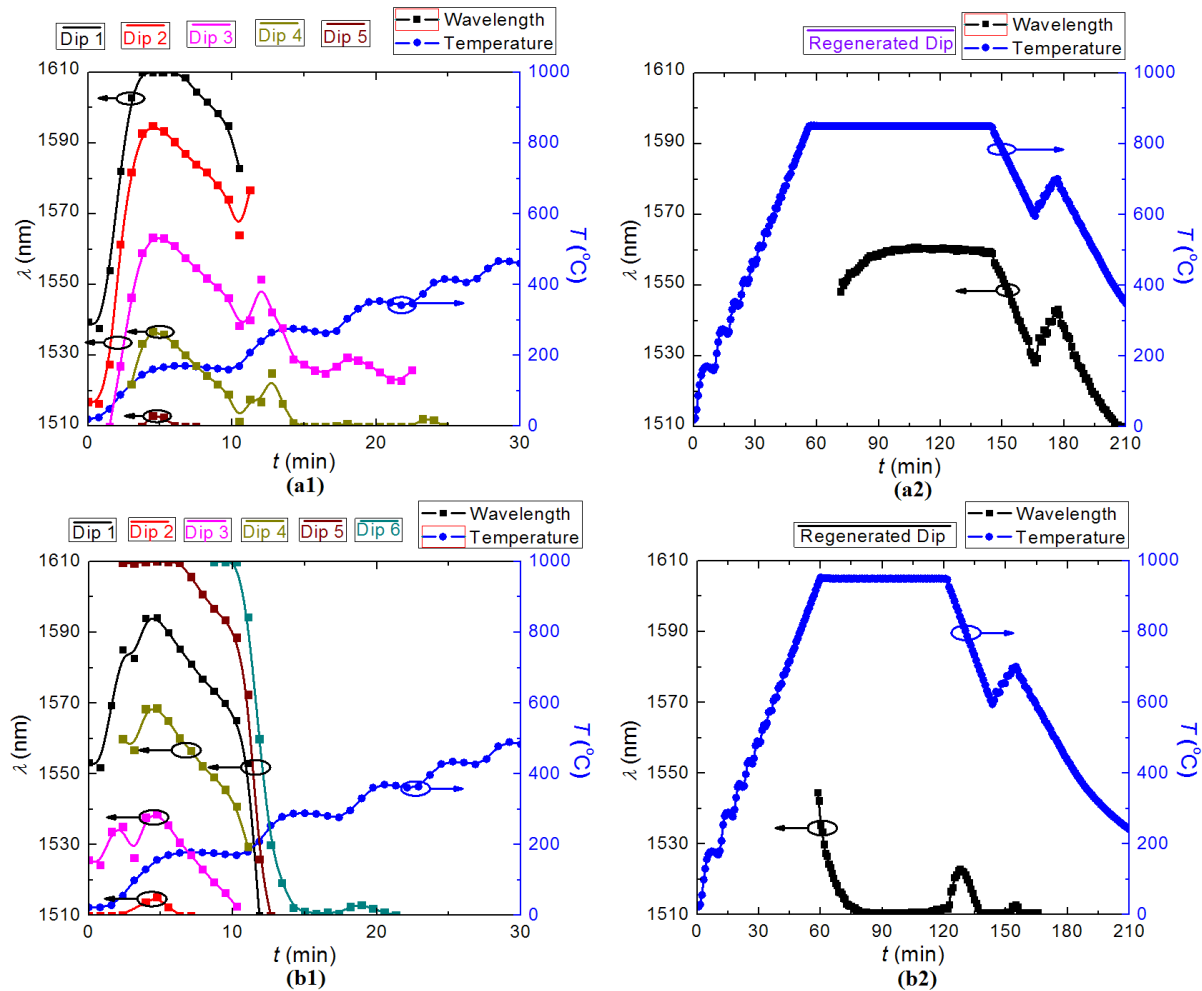 Dip 1 Dip 2 Dip 3 Dip 4 Dip 5
Wavelength
Temperature
1610
1590
1570
1550
1530
1510
λ (nm)
1000
800
600
400
200
0
T (°C)
0 10 20 30
t (min)
(a1)
Regenerated Dip
Wavelength
Temperature
1610
1590
1570
1550
1530
1510
λ (nm)
1000
800
600
400
200
0
T (°C)
0 30 60 90 120 150 180 210
t (min)
(a2)
Dip 1 Dip 2 Dip 3 Dip 4 Dip 5 Dip 6
Wavelength
Temperature
1610
1590
1570
1550
1530
1510
λ (nm)
1000
800
600
400
200
0
T (°C)
0 10 20 30
t (min)
(b1)
Regenerated Dip
Wavelength
Temperature
1610
1590
1570
1550
1530
1510
λ (nm)
1000
800
600
400
200
0
T (°C)
0 30 60 90 120 150 180 210
t (min)
(b2)